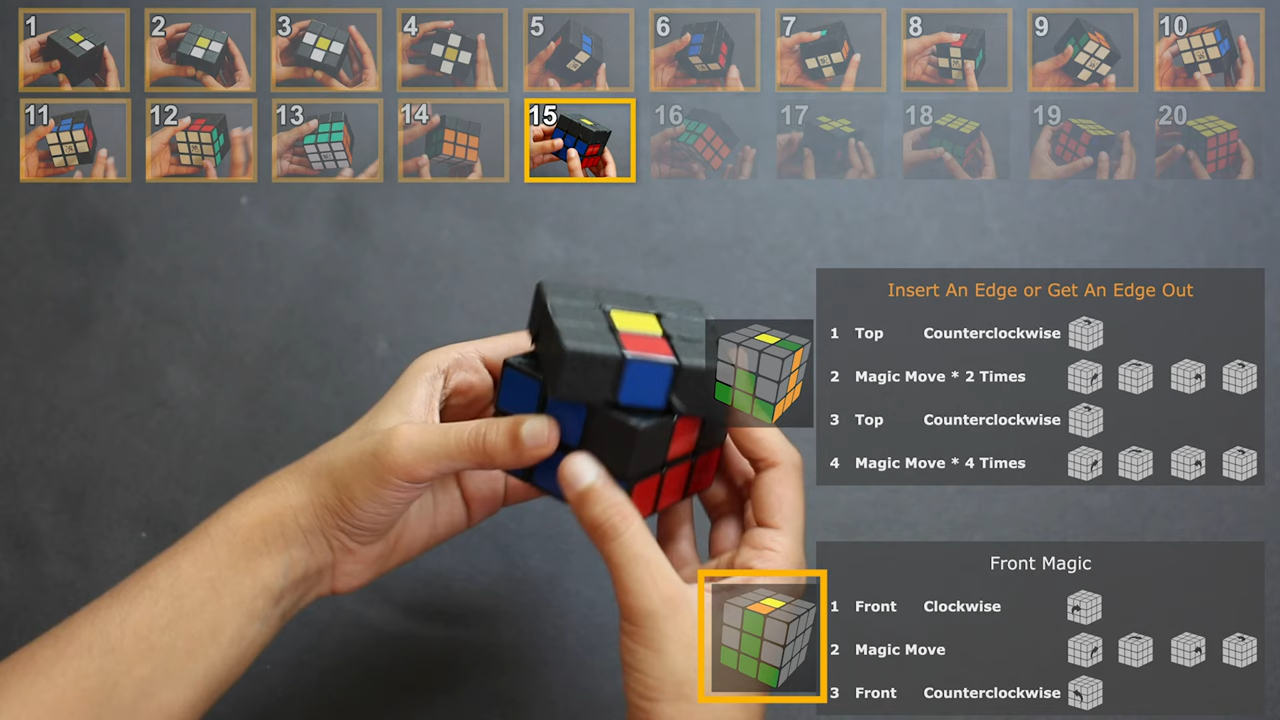 1 2 3 4 5 6 7 8 9 10
11 12 13 14 15 16 17 18 19 20
Insert An Edge or Get An Edge Out
1 Top Counterclockwise
2 Magic Move * 2 Times
3 Top Counterclockwise
4 Magic Move * 4 Times
Front Magic
1 Front Clockwise
2 Magic Move
3 Front Counterclockwise